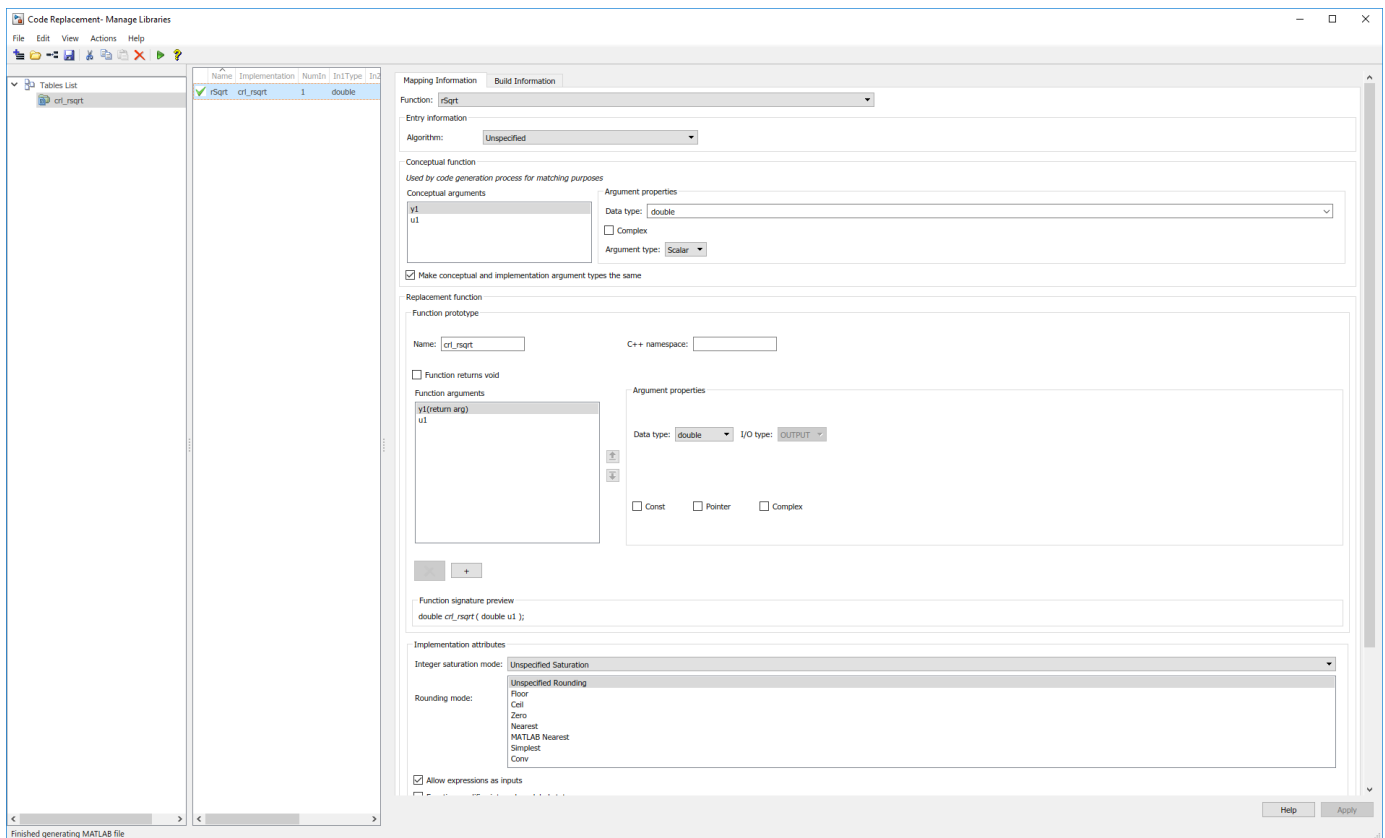 Code Replacement- Manage Libraries
File Edit View Actions Help
Tables List
crl_rsqrt
Name Implementation NumIn In1Type In2
rSqrt crl_rsqrt 1 double
Mapping Information Build Information
Function: rSqrt
Entry information
Algorithm: Unspecified
Conceptual function
Used by code generation process for matching purposes
Conceptual arguments
y1
u1
Argument properties
Data type: double
Complex
Argument type: Scalar
Make conceptual and implementation argument types the same
Replacement function
Function prototype
Name: crl_rsqrt C++ namespace:
Function returns void
Function arguments
y1(return arg)
u1
Argument properties
Data type: double I/O type: OUTPUT
Const Pointer Complex
+
Function signature preview
double crl_rsqrt ( double u1 );
Implementation attributes
Integer saturation mode: Unspecified Saturation
Rounding mode:
Unspecified Rounding
Floor
Ceil
Zero
Nearest
MATLAB Nearest
Simplest
Conv
Allow expressions as inputs
Help Apply
Finished generating MATLAB file